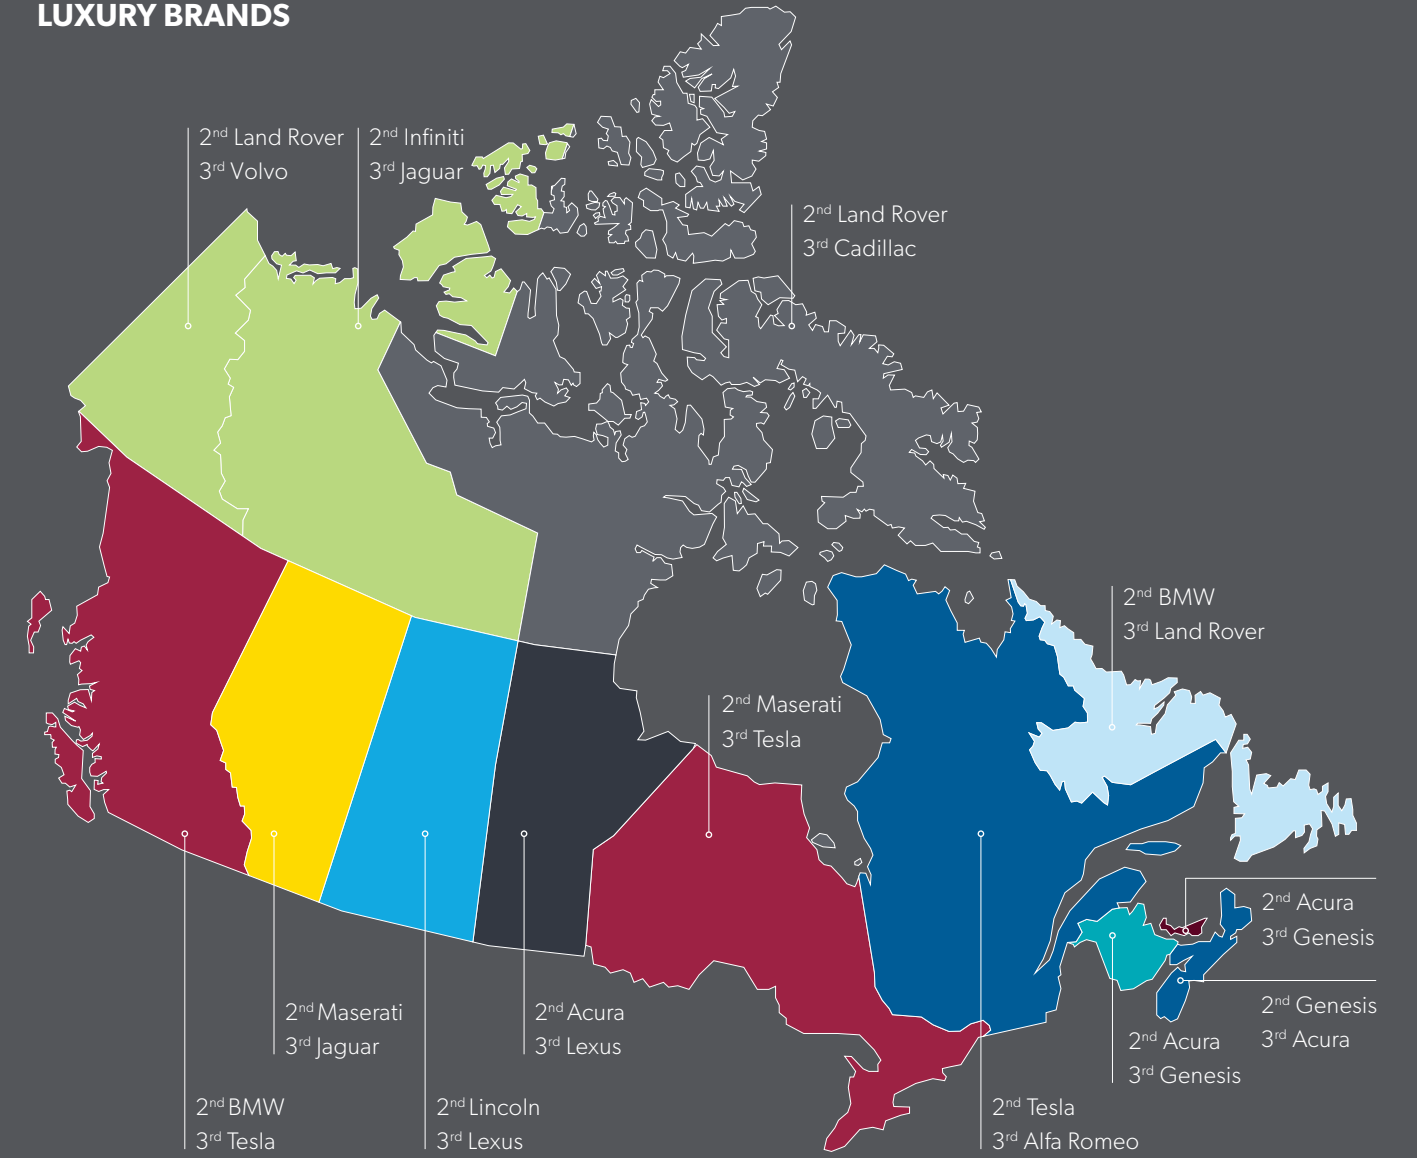 LUXURY BRANDS
2nd Land Rover
3rd Volvo
2nd Infiniti
3rd Jaguar
2nd Land Rover
3rd Cadillac
2nd BMW
3rd Land Rover
2nd Maserati
3rd Tesla
2nd Acura
3rd Genesis
2nd Maserati
3rd Jaguar
2nd Acura
3rd Lexus
2nd Genesis
3rd Acura
2nd Acura
3rd Genesis
2nd BMW
3rd Tesla
2nd Lincoln
3rd Lexus
2nd Tesla
3rd Alfa Romeo